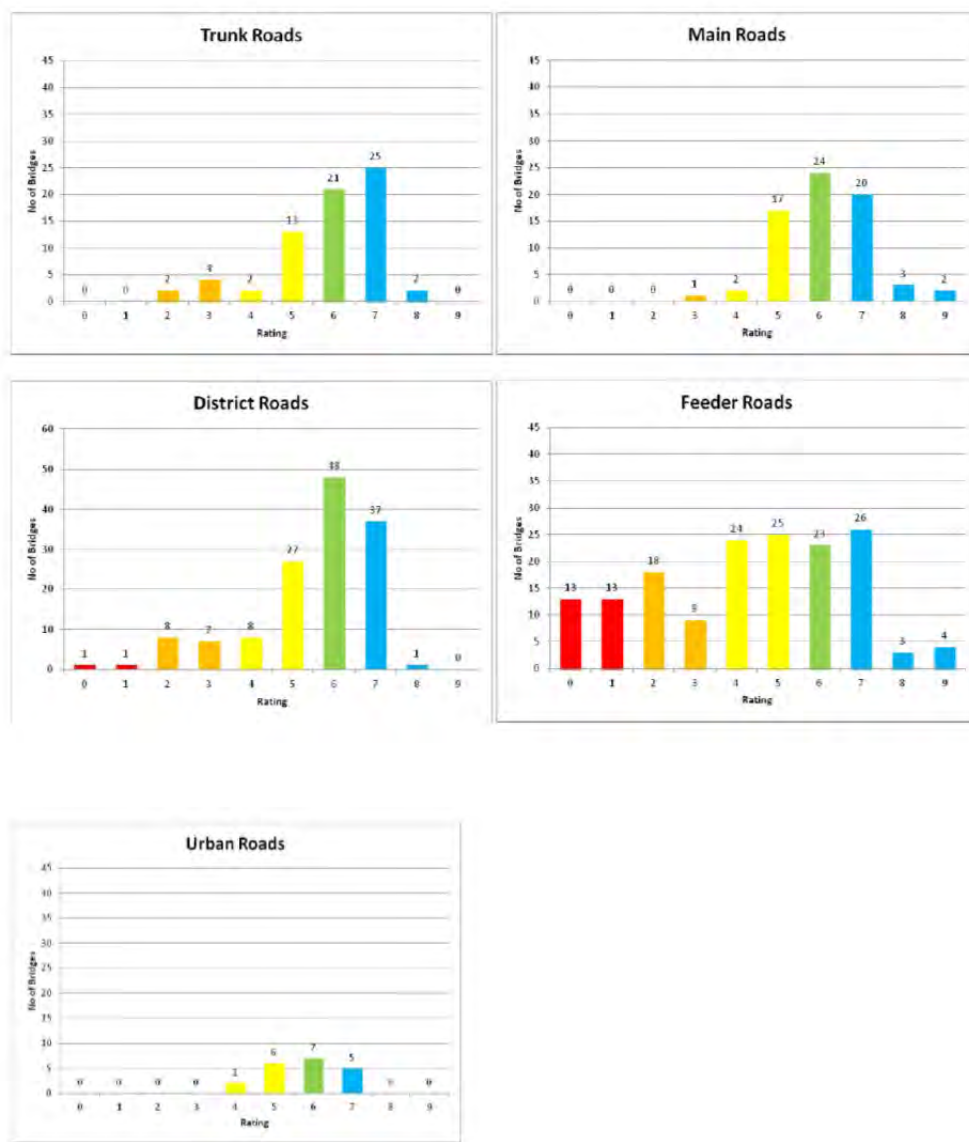 Trunk Roads
45
40
35
30
25
20
15
10
5
0
No of Bridges
0 0 2 4 2 13 21 25 2 0
0 1 2 3 4 5 6 7 8 9
Rating
Main Roads
45
40
35
30
25
20
15
10
5
0
No of Bridges
0 0 0 1 2 17 24 20 3 2
0 1 2 3 4 5 6 7 8 9
Rating
District Roads
60
50
40
30
20
10
0
No of Bridges
1 1 8 7 8 27 37 1 0
0 1 2 3 4 5 6 7 8 9
Rating
Feeder Roads
45
40
35
30
25
20
15
10
5
0
No of Bridges
13 13 18 9 24 25 23 26 3 4
0 1 2 3 4 5 6 7 8 9
Rating
Urban Roads
45
40
35
30
25
20
15
10
5
0
No of Bridges
0 0 0 0 6 7 5 0
0 1 2 3 4 5 6 7 8 9
Rating